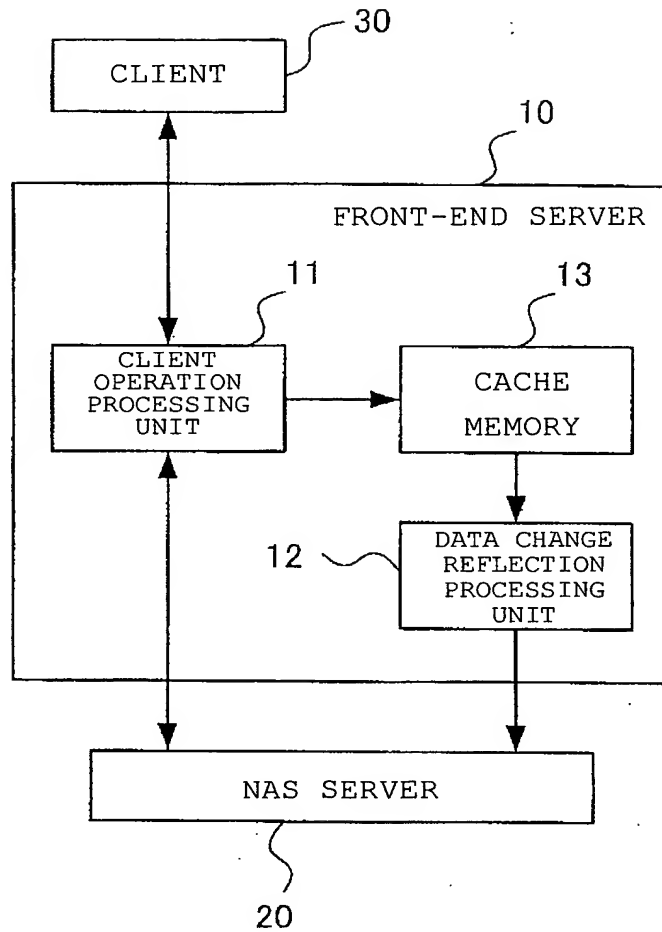 30
CLIENT
10
FRONT-END SERVER
11
13
CLIENT
OPERATION
PROCESSING
UNIT
CACHE
MEMORY
12
DATA CHANGE
REFLECTION
PROCESSING
UNIT
NAS SERVER
20